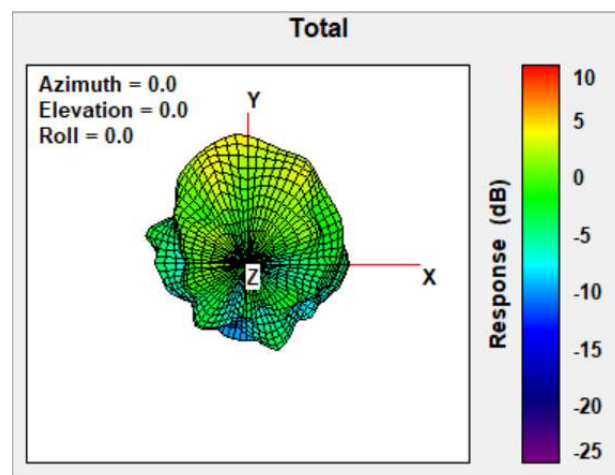 Total
Azimuth = 0.0
Elevation = 0.0
Roll = 0.0
Y
Z
X
Response (dB)
10
5
0
-5
-10
-15
-20
-25